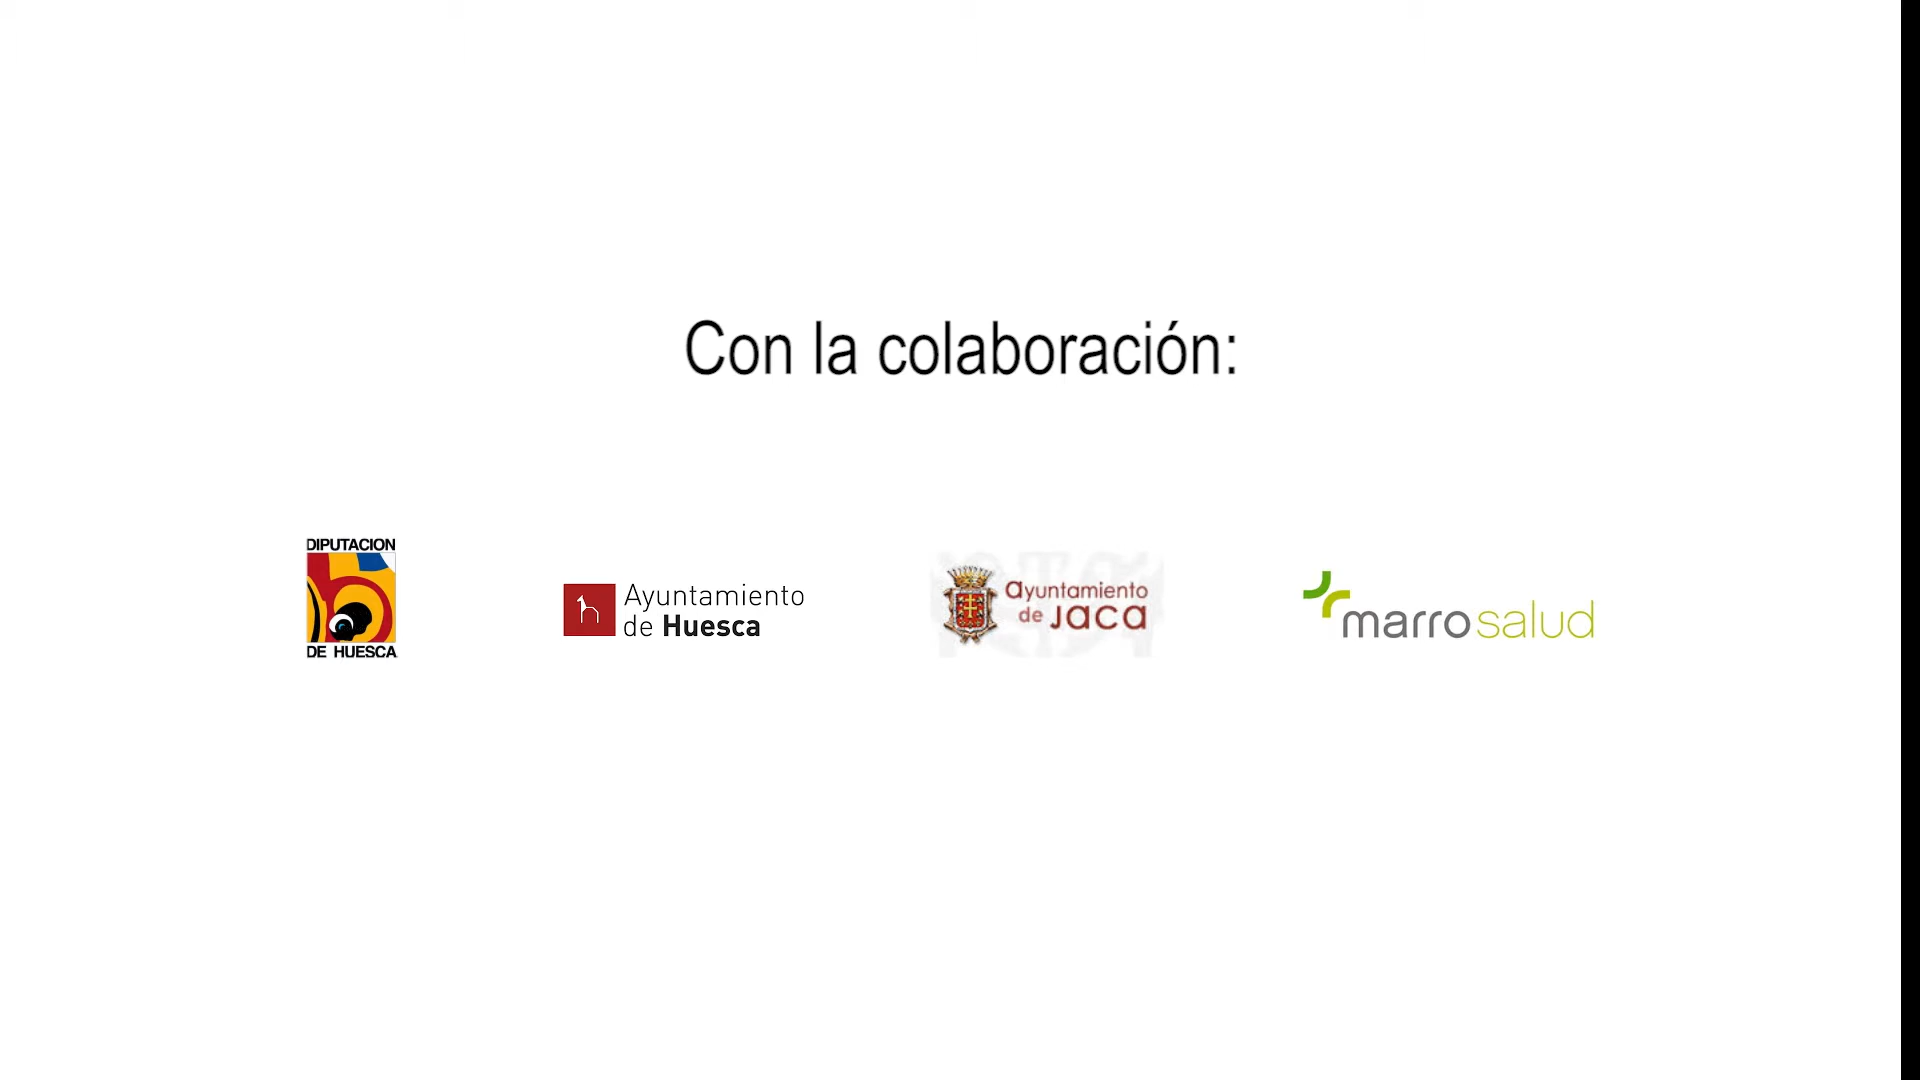 Con la colaboración:
DIPUTACION
DE HUESCA
Ayuntamiento
de Huesca
ayuntamiento
de jaca
marrosalud